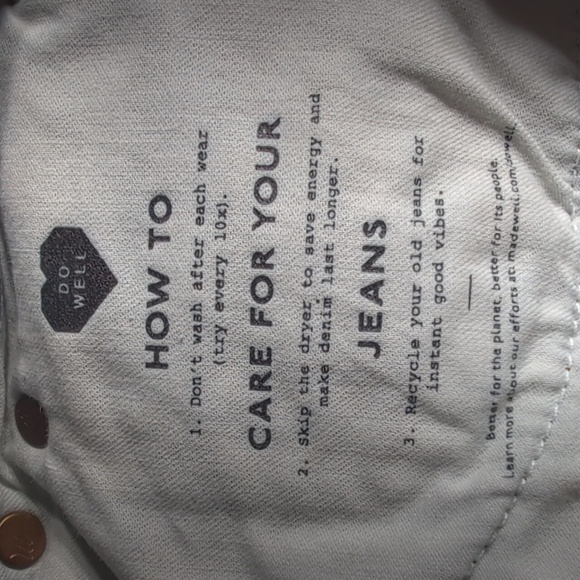 DO
WELL
HOW TO
1. Don't wash after each wear
(try every 10x).
CARE FOR YOUR
2. Skip the dryer to save energy and
make denim last longer.
JEANS
3. Recycle your old jeans for
instant good vibes.
Better for the planet, better for its people.
Learn more about our efforts at madewell.com/dowell